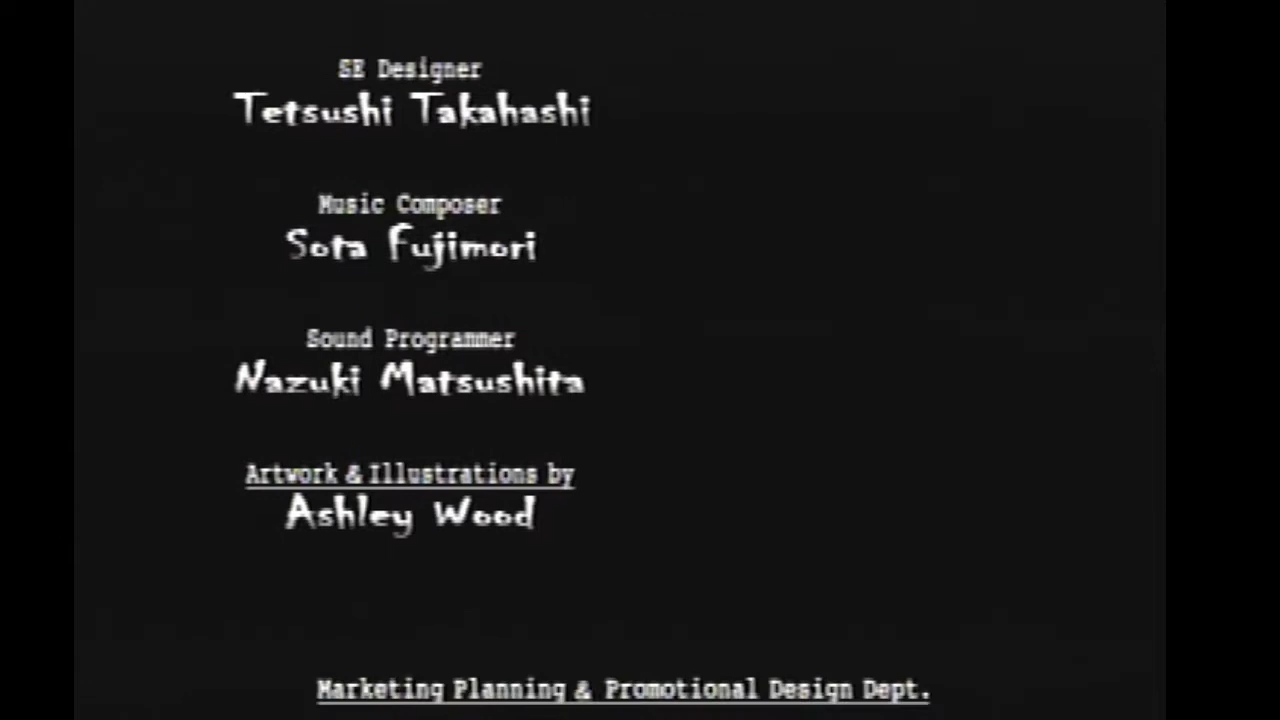 SE Designer
Tetsushi Takahashi
Music Composer
Sota Fujimori
Sound Programmer
Nazuki Matsushita
Artwork & Illustrations by
Ashley Wood
Marketing Planning & Promotional Design Dept.